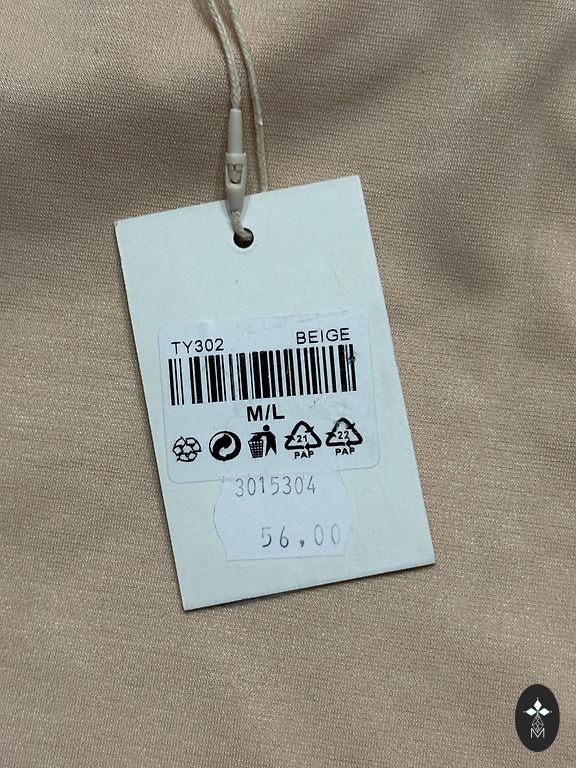 TY302 BEIGE
M/L
21 22
PAP PAP
3015304
56,00
M